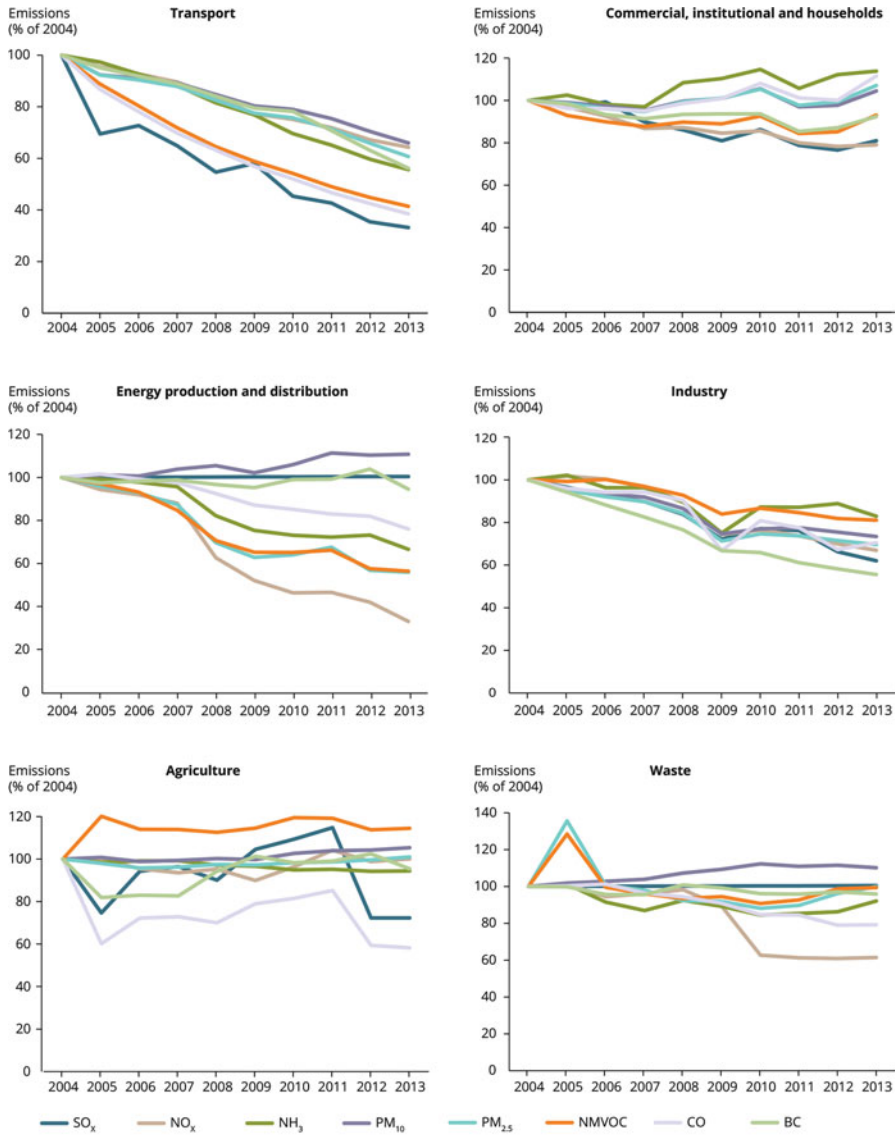 Emissions
(% of 2004)
Transport
100
80
60
40
20
0
2004 2005 2006 2007 2008 2009 2010 2011 2012 2013
Emissions
(% of 2004)
Commercial, institutional and households
120
100
80
60
40
20
0
2004 2005 2006 2007 2008 2009 2010 2011 2012 2013
Emissions
(% of 2004)
Energy production and distribution
120
100
80
60
40
20
0
2004 2005 2006 2007 2008 2009 2010 2011 2012 2013
Emissions
(% of 2004)
Industry
120
100
80
60
40
20
0
2004 2005 2006 2007 2008 2009 2010 2011 2012 2013
Emissions
(% of 2004)
Agriculture
120
100
80
60
40
20
0
2004 2005 2006 2007 2008 2009 2010 2011 2012 2013
Emissions
(% of 2004)
Waste
140
120
100
80
60
40
20
0
2004 2005 2006 2007 2008 2009 2010 2011 2012 2013
SOₓ NOₓ NH₃ PM₁₀ PM₂.₅ NMVOC CO BC